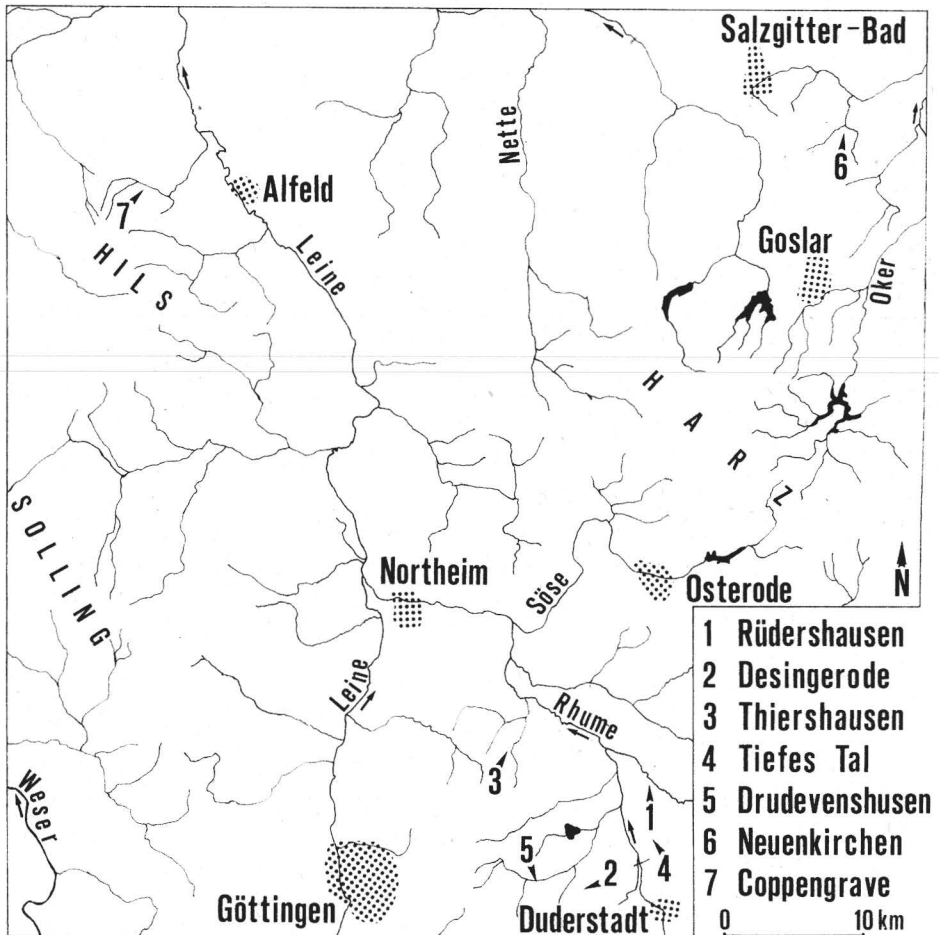 Salzgitter-Bad
Nette
6
Alfeld
7
Goslar
HILS
Leine
Oker
HARZ
SOLLING
Northeim
Söse
Osterode
N
Leine
Rhume
3
Weser
1
5
2
4
Göttingen
Duderstadt
1 Rüdershausen
2 Desingerode
3 Thiershausen
4 Tiefes Tal
5 Drudevenshusen
6 Neuenkirchen
7 Coppengrave
0 10 km